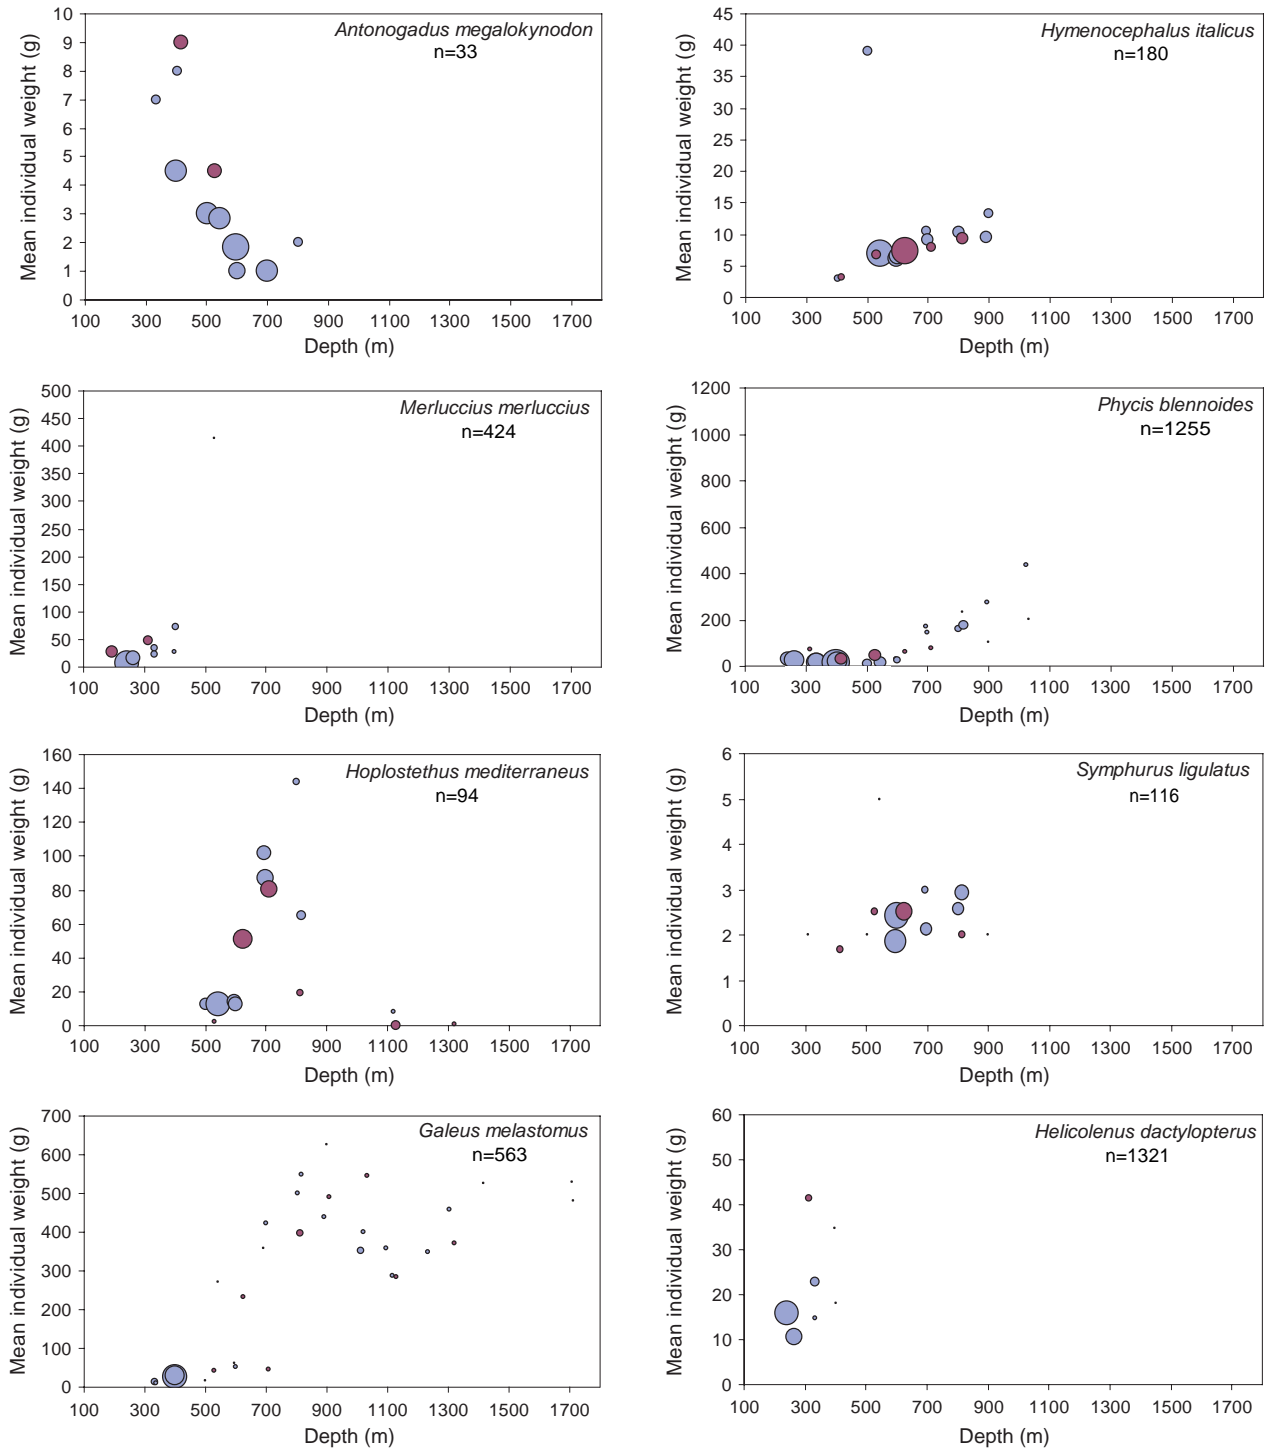 Antonogadus megalokynodon
n=33
Mean individual weight (g)
10
9
8
7
6
5
4
3
2
1
0
100 300 500 700 900 1100 1300 1500 1700
Depth (m)
Hymenocephalus italicus
n=180
Mean individual weight (g)
45
40
35
30
25
20
15
10
5
0
100 300 500 700 900 1100 1300 1500 1700
Depth (m)
Merluccius merluccius
n=424
Mean individual weight (g)
500
450
400
350
300
250
200
150
100
50
0
100 300 500 700 900 1100 1300 1500 1700
Depth (m)
Phycis blennoides
n=1255
Mean individual weight (g)
1200
1000
800
600
400
200
0
100 300 500 700 900 1100 1300 1500 1700
Depth (m)
Hoplostethus mediterraneus
n=94
Mean individual weight (g)
160
140
120
100
80
60
40
20
0
100 300 500 700 900 1100 1300 1500 1700
Depth (m)
Symphurus ligulatus
n=116
Mean individual weight (g)
6
5
4
3
2
1
0
100 300 500 700 900 1100 1300 1500 1700
Depth (m)
Galeus melastomus
n=563
Mean individual weight (g)
700
600
500
400
300
200
100
0
100 300 500 700 900 1100 1300 1500 1700
Depth (m)
Helicolenus dactylopterus
n=1321
Mean individual weight (g)
60
50
40
30
20
10
0
100 300 500 700 900 1100 1300 1500 1700
Depth (m)